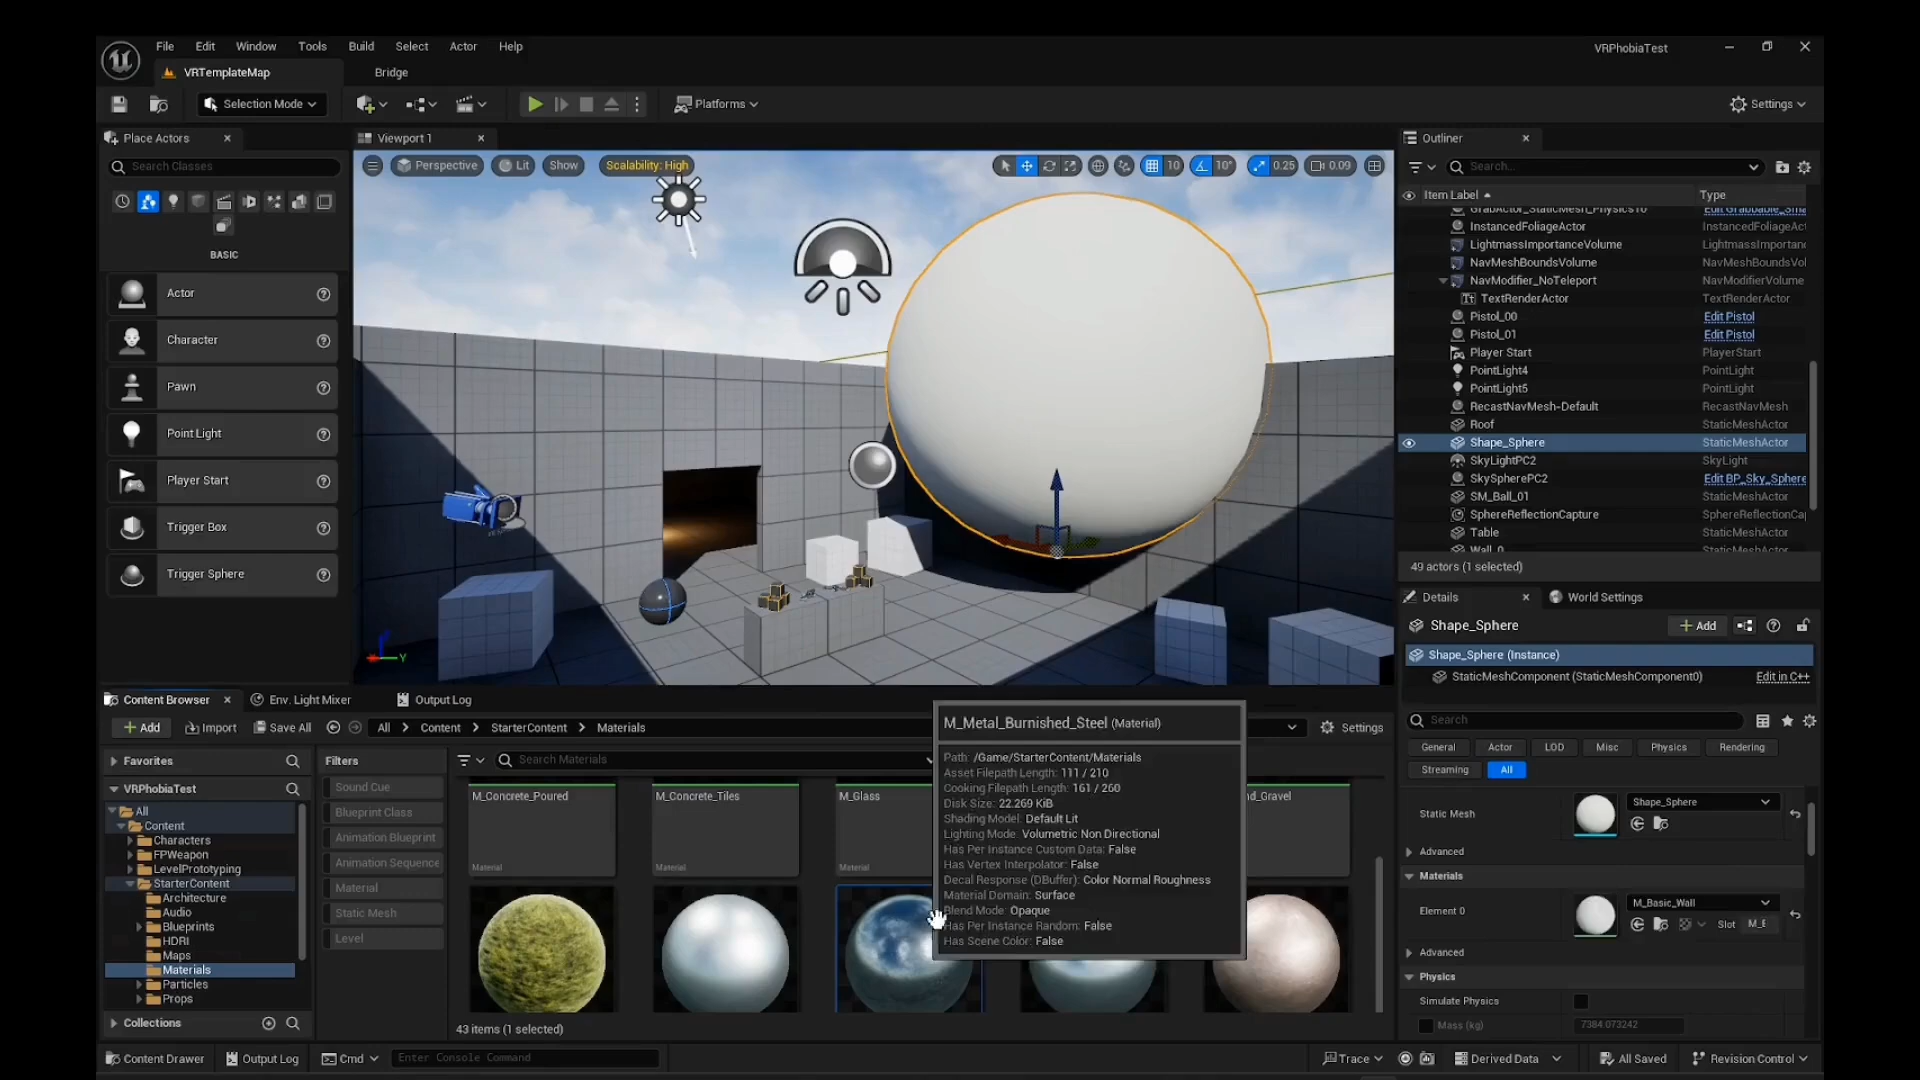 File Edit Window Tools Build Select Actor Help
VRPhobiaTest
VRTemplateMap
Bridge
Selection Mode
Platforms
Settings
Place Actors
Viewport 1
Outliner
Search Classes
Perspective
Lit
Show
Scalability: High
10
10°
0.25
0.09
Search...
Item Label
Type
BASIC
Actor
Character
Pawn
Point Light
Player Start
Trigger Box
Trigger Sphere
GrabActor_StaticMesh_Physics10
InstancedFoliageActor InstancedFoliageAct
LightmassImportanceVolume LightmassImportanc
NavMeshBoundsVolume NavMeshBoundsVol
NavModifier_NoTeleport NavModifierVolume
TextRenderActor TextRenderActor
Pistol_00 Edit Pistol
Pistol_01 Edit Pistol
Player Start PlayerStart
PointLight4 PointLight
PointLight5 PointLight
RecastNavMesh-Default RecastNavMesh
Roof StaticMeshActor
Shape_Sphere StaticMeshActor
SkyLightPC2 SkyLight
SkySpherePC2 Edit BP_Sky_Sphere
SM_Ball_01 StaticMeshActor
SphereReflectionCapture SphereReflectionCap
Table StaticMeshActor
Wall_0 StaticMeshActor
49 actors (1 selected)
Details
World Settings
Shape_Sphere
Add
Shape_Sphere (Instance)
StaticMeshComponent (StaticMeshComponent0)
Edit in C++
Search
General Actor LOD Misc Physics Rendering
Streaming All
Static Mesh
Shape_Sphere
Advanced
Materials
Element 0
M_Basic_Wall
Slot
Advanced
Physics
Simulate Physics
Mass (kg)
7384.073242
Content Browser
Env. Light Mixer
Output Log
Add
Import
Save All
All
Content
StarterContent
Materials
Settings
Favorites
VRPhobiaTest
All
Content
Characters
FPWeapon
LevelPrototyping
StarterContent
Architecture
Audio
Blueprints
HDRI
Maps
Materials
Particles
Props
Collections
Filters
Sound Cue
Blueprint Class
Animation Blueprint
Animation Sequence
Material
Static Mesh
Level
Search Materials
M_Concrete_Poured
Material
M_Concrete_Tiles
Material
M_Glass
Material
nd_Gravel
M_Metal_Burnished_Steel (Material)
Path: /Game/StarterContent/Materials
Asset Filepath Length: 111 / 210
Cooking Filepath Length: 161 / 260
Disk Size: 22.269 KiB
Shading Model: Default Lit
Lighting Mode: Volumetric Non Directional
Has Per Instance Custom Data: False
Has Vertex Interpolator: False
Decal Response (DBuffer): Color Normal Roughness
Material Domain: Surface
Blend Mode: Opaque
Has Per Instance Random: False
Has Scene Color: False
43 items (1 selected)
Content Drawer
Output Log
Cmd
Enter Console Command
Trace
Derived Data
All Saved
Revision Control